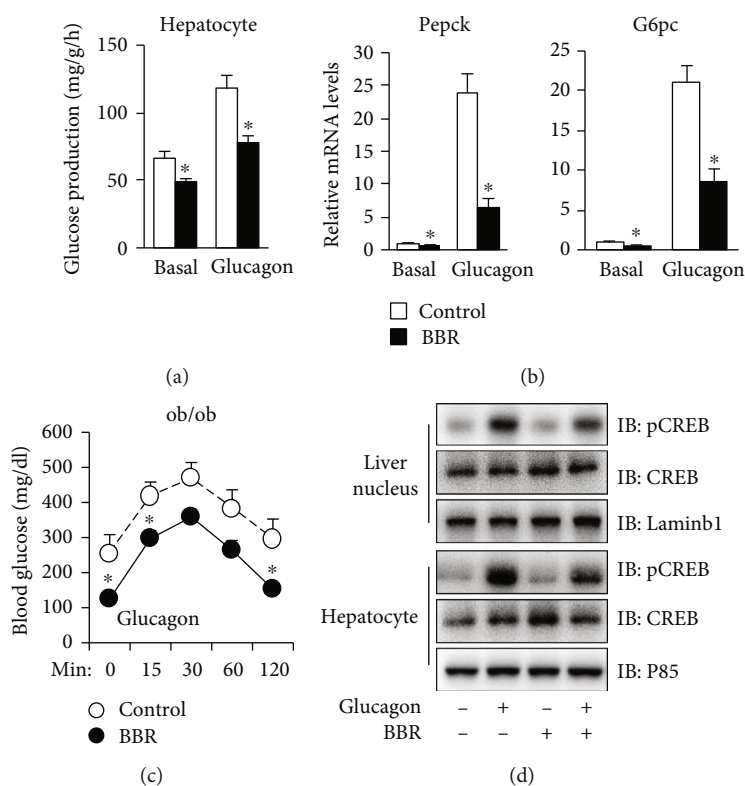 Hepatocyte
Glucose production (mg/g/h)
150
100
50
0
*
*
Basal
Glucagon
(a)
Pepck
Relative mRNA levels
30
25
20
15
10
5
0
*
*
Basal
Glucagon
G6pc
25
20
15
10
5
0
*
*
Basal
Glucagon
Control
BBR
(b)
ob/ob
Blood glucose (mg/dl)
600
500
400
300
200
100
0
*
*
*
Glucagon
Min: 0 15 30 60 120
Control
BBR
(c)
Liver
nucleus
IB: pCREB
IB: CREB
IB: Laminb1
Hepatocyte
IB: pCREB
IB: CREB
IB: P85
Glucagon – + – +
BBR – – + +
(d)